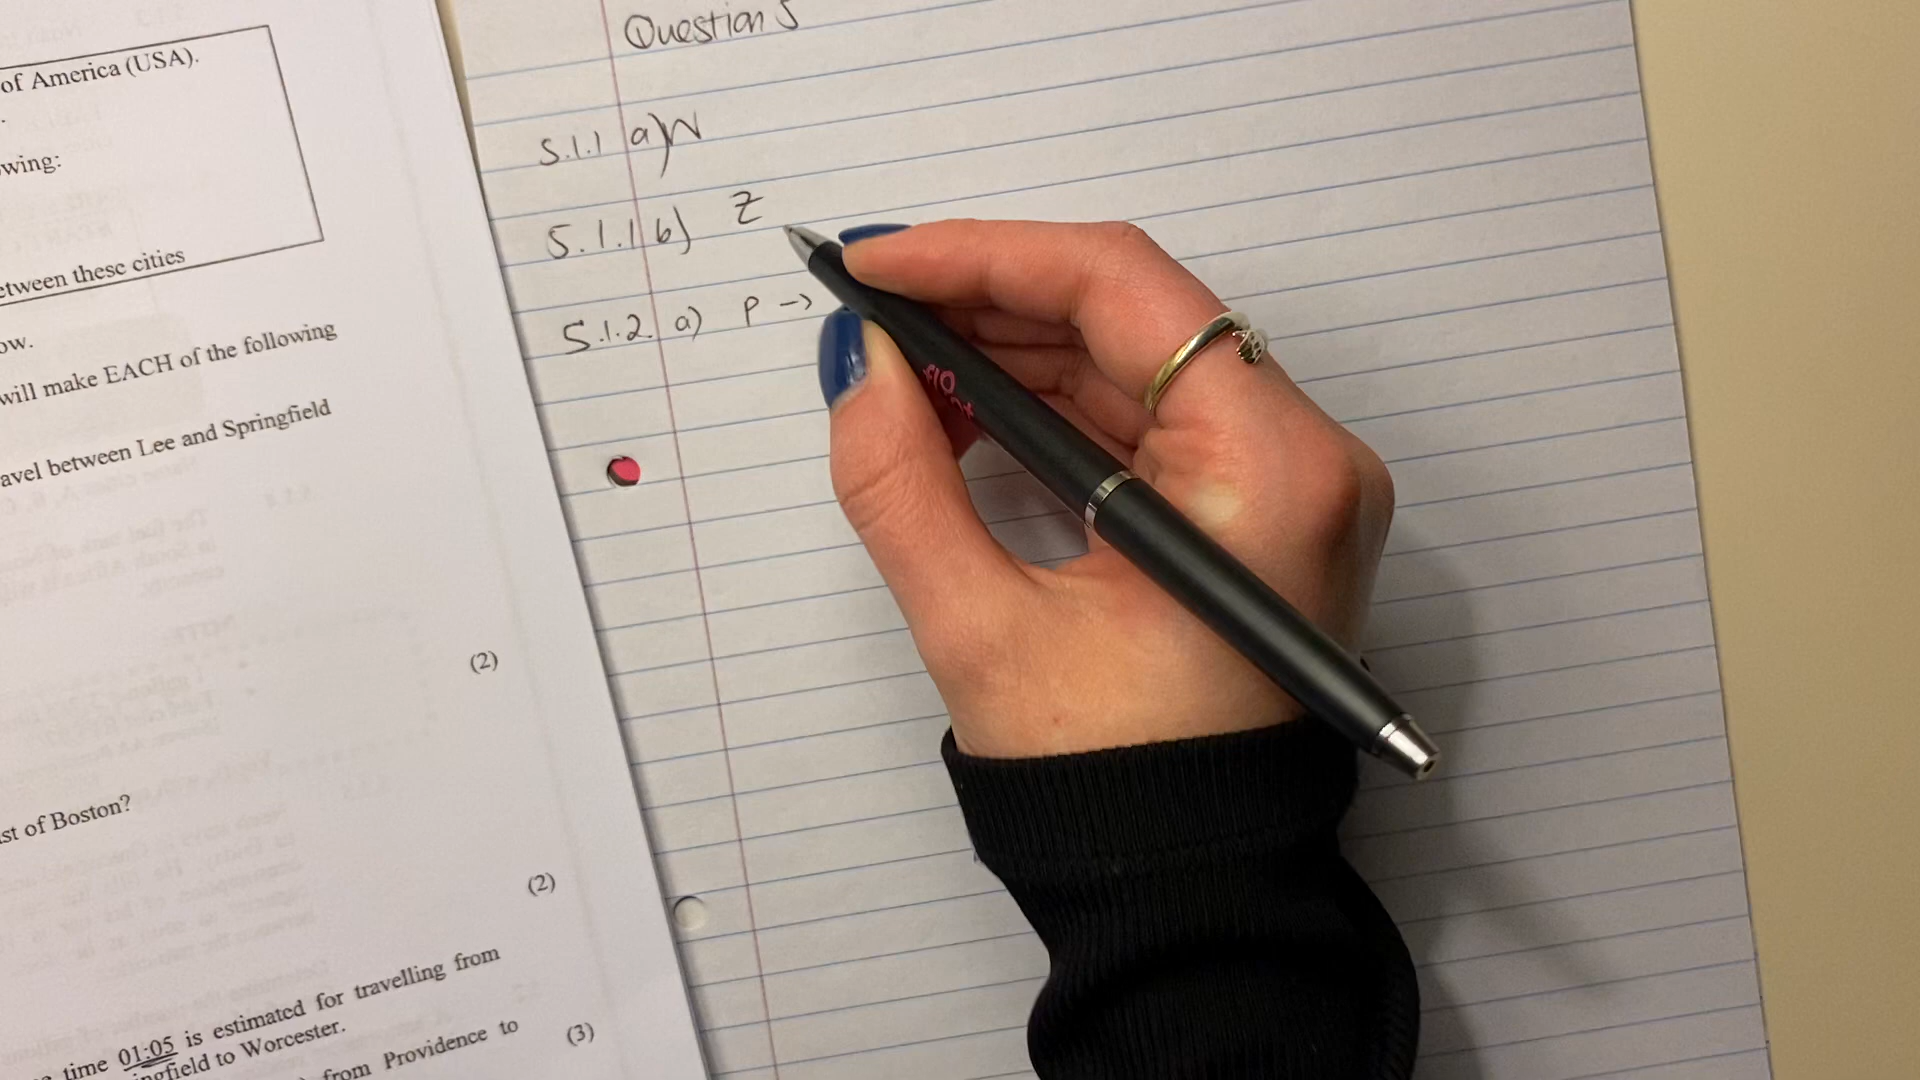 of America (USA).
.
wing:
etween these cities
ow.
will make EACH of the following
avel between Lee and Springfield
(2)
st of Boston?
(2)
time 01:05 is estimated for travelling from
ngfield to Worcester.
(3)
from Providence to
Question 5
5.1.1 a) N
5.1.1 b) Z
5.1.2 a) P →